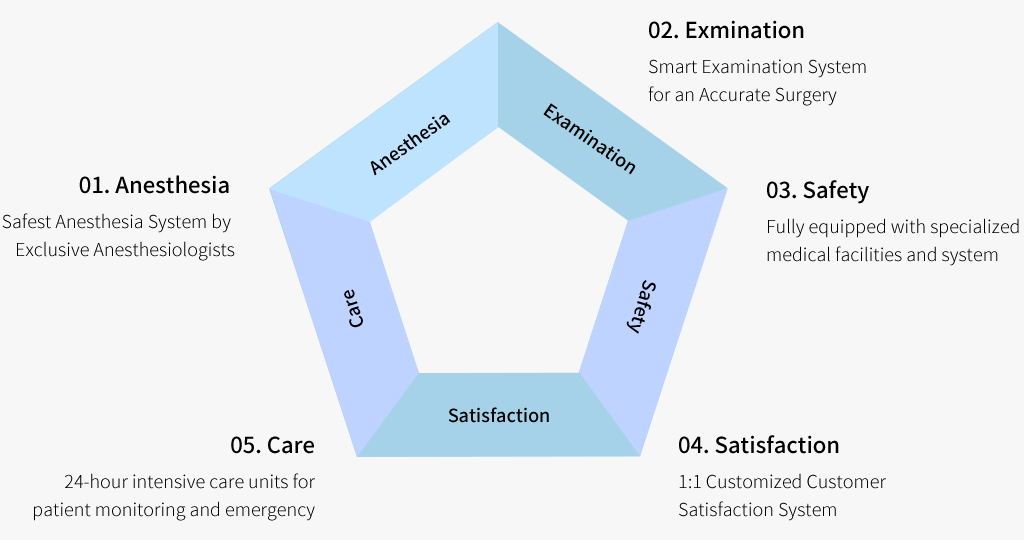 01. Anesthesia
Safest Anesthesia System by
Exclusive Anesthesiologists
02. Exmination
Smart Examination System
for an Accurate Surgery
03. Safety
Fully equipped with specialized
medical facilities and system
04. Satisfaction
1:1 Customized Customer
Satisfaction System
05. Care
24-hour intensive care units for
patient monitoring and emergency
Anesthesia
Examination
Safety
Satisfaction
Care